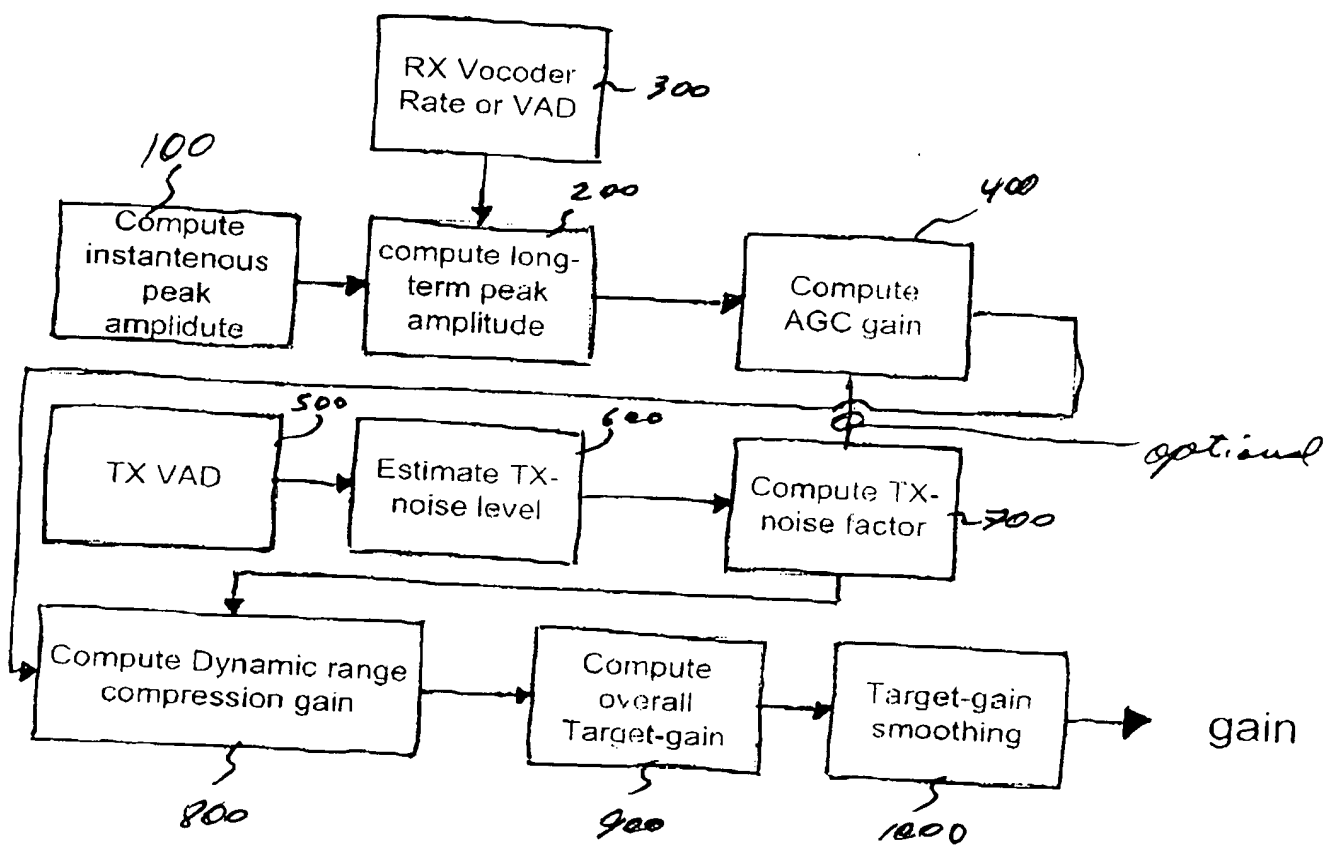 RX Vocoder
Rate or VAD
300
100
Compute
instantenous
peak
amplidute
200
compute long-
term peak
amplitude
400
Compute
AGC gain
500
TX VAD
600
Estimate TX-
noise level
Compute TX-
noise factor
700
optional
Compute Dynamic range
compression gain
800
Compute
overall
Target-gain
900
Target-gain
smoothing
1000
gain